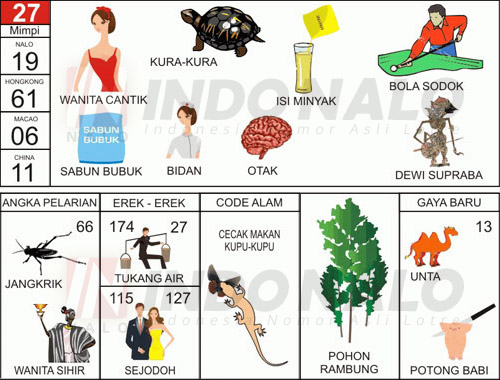 27
Mimpi
NALO
19
HONGKONG
61
MACAO
06
CHINA
11
WANITA CANTIK
KURA-KURA
ISI MINYAK
BOLA SODOK
SABUN
BUBUK
SABUN BUBUK
BIDAN
OTAK
DEWI SUPRABA
INDONALO
Indonesia Nomor Asli Lotre
ANGKA PELARIAN
66
JANGKRIK
WANITA SIHIR
EREK - EREK
174 27
TUKANG AIR
115 127
SEJODOH
CODE ALAM
CECAK MAKAN
KUPU-KUPU
POHON
RAMBUNG
GAYA BARU
13
UNTA
POTONG BABI
INDONALO
Indonesia Nomor Asli Lotre